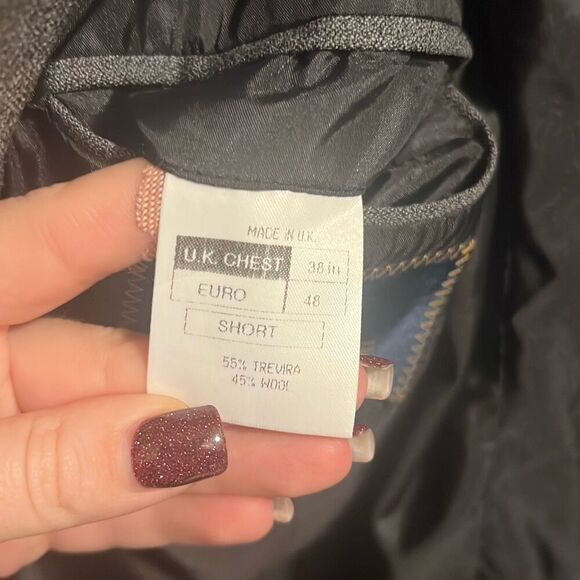 MADE IN U.K.
U.K. CHEST 38 in
EURO 48
SHORT
55% TREVIRA
45% WOOL